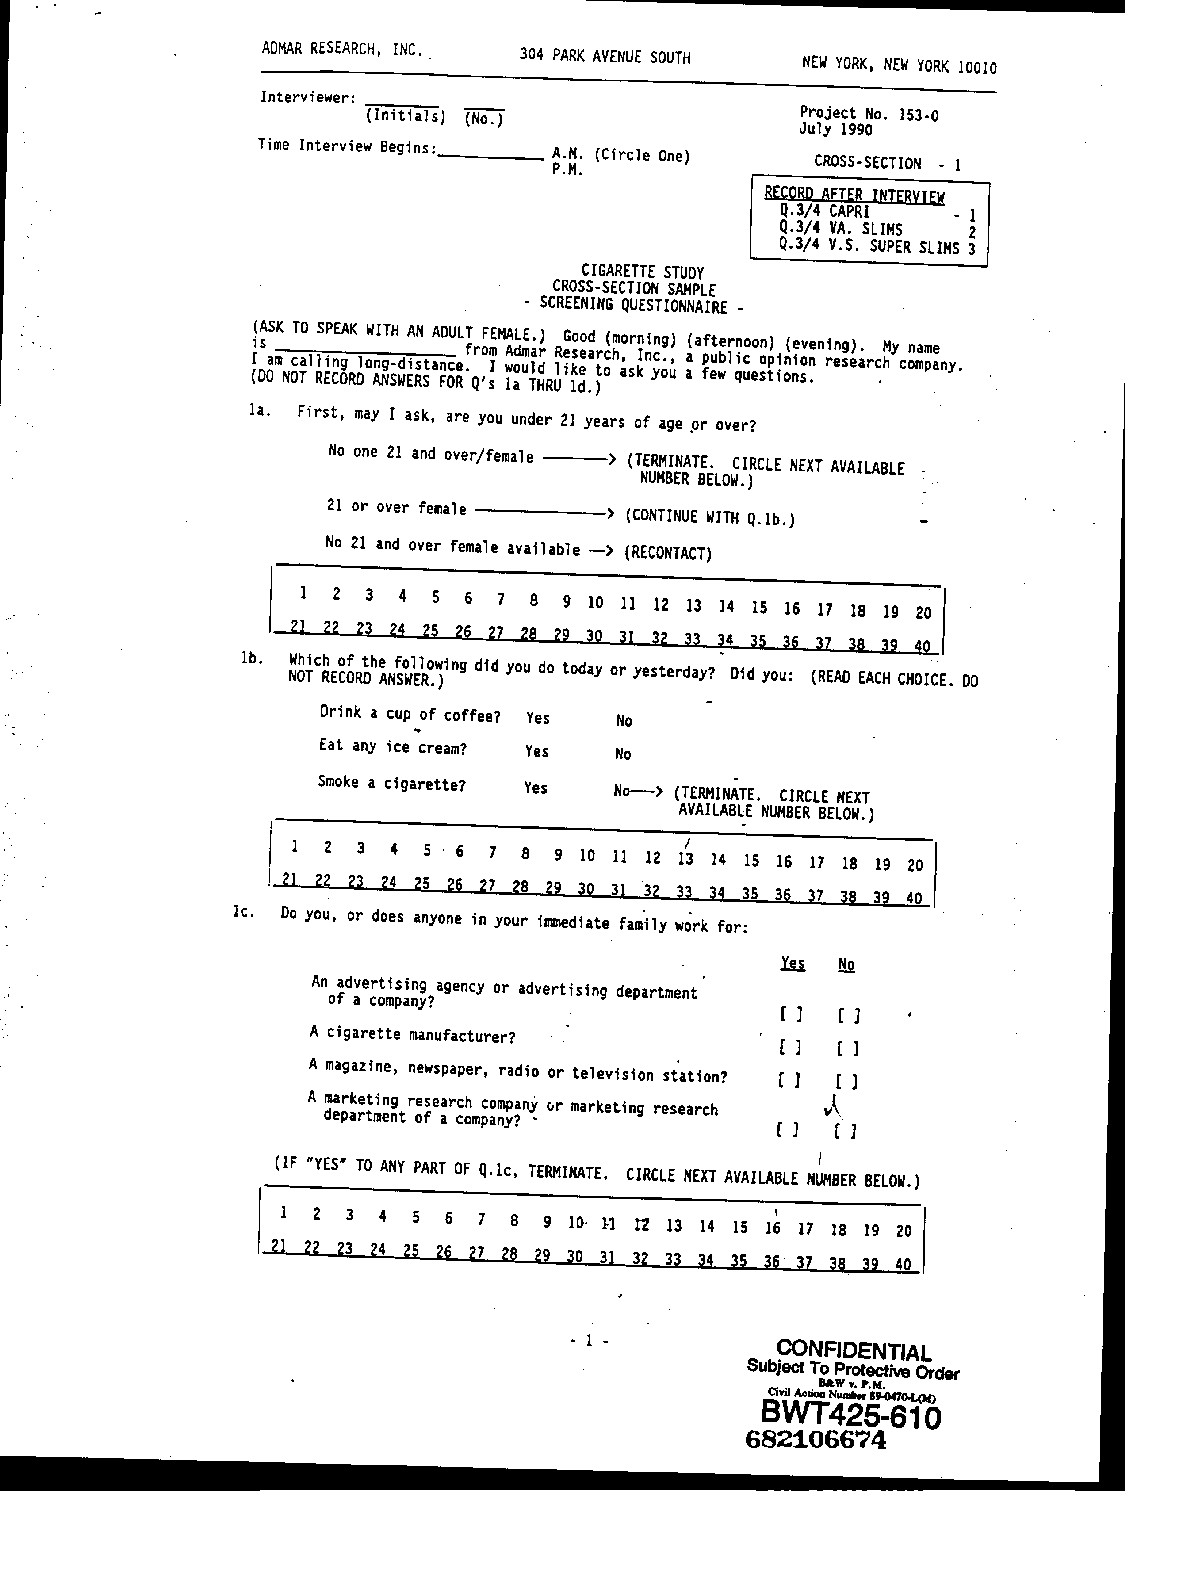 ADMAR RESEARCH, INC. 304 PARK AVENUE SOUTH NEW YORK, NEW YORK 10010
Interviewer: ________ ____
(Initials) (No.)
Project No. 153-0
July 1990
Time Interview Begins:___________ A.M. (Circle One)
P.M.
CROSS-SECTION - 1
RECORD AFTER INTERVIEW
Q.3/4 CAPRI - 1
Q.3/4 VA. SLIMS 2
Q.3/4 V.S. SUPER SLIMS 3
CIGARETTE STUDY
CROSS-SECTION SAMPLE
- SCREENING QUESTIONNAIRE -
(ASK TO SPEAK WITH AN ADULT FEMALE.) Good (morning) (afternoon) (evening). My name
is ____________________ from Admar Research, Inc., a public opinion research company.
I am calling long-distance. I would like to ask you a few questions.
(DO NOT RECORD ANSWERS FOR Q's 1a THRU 1d.)
1a. First, may I ask, are you under 21 years of age or over?
No one 21 and over/female ———> (TERMINATE. CIRCLE NEXT AVAILABLE
NUMBER BELOW.)
21 or over female ——————> (CONTINUE WITH Q.1b.)
No 21 and over female available —> (RECONTACT)
1 2 3 4 5 6 7 8 9 10 11 12 13 14 15 16 17 18 19 20
21 22 23 24 25 26 27 28 29 30 31 32 33 34 35 36 37 38 39 40
1b. Which of the following did you do today or yesterday? Did you: (READ EACH CHOICE. DO
NOT RECORD ANSWER.)
Drink a cup of coffee? Yes No
Eat any ice cream? Yes No
Smoke a cigarette? Yes No—> (TERMINATE. CIRCLE NEXT
AVAILABLE NUMBER BELOW.)
1 2 3 4 5 6 7 8 9 10 11 12 13 14 15 16 17 18 19 20
21 22 23 24 25 26 27 28 29 30 31 32 33 34 35 36 37 38 39 40
1c. Do you, or does anyone in your immediate family work for:
Yes No
An advertising agency or advertising department
of a company? [ ] [ ]
A cigarette manufacturer? [ ] [ ]
A magazine, newspaper, radio or television station? [ ] [ ]
A marketing research company or marketing research
department of a company? [ ] [ ]
(IF "YES" TO ANY PART OF Q.1c, TERMINATE. CIRCLE NEXT AVAILABLE NUMBER BELOW.)
1 2 3 4 5 6 7 8 9 10 11 12 13 14 15 16 17 18 19 20
21 22 23 24 25 26 27 28 29 30 31 32 33 34 35 36 37 38 39 40
- 1 -
CONFIDENTIAL
Subject To Protective Order
B&W v. P.M.
Civil Action Number 89-0470-L(M)
BWT425-610
682106674